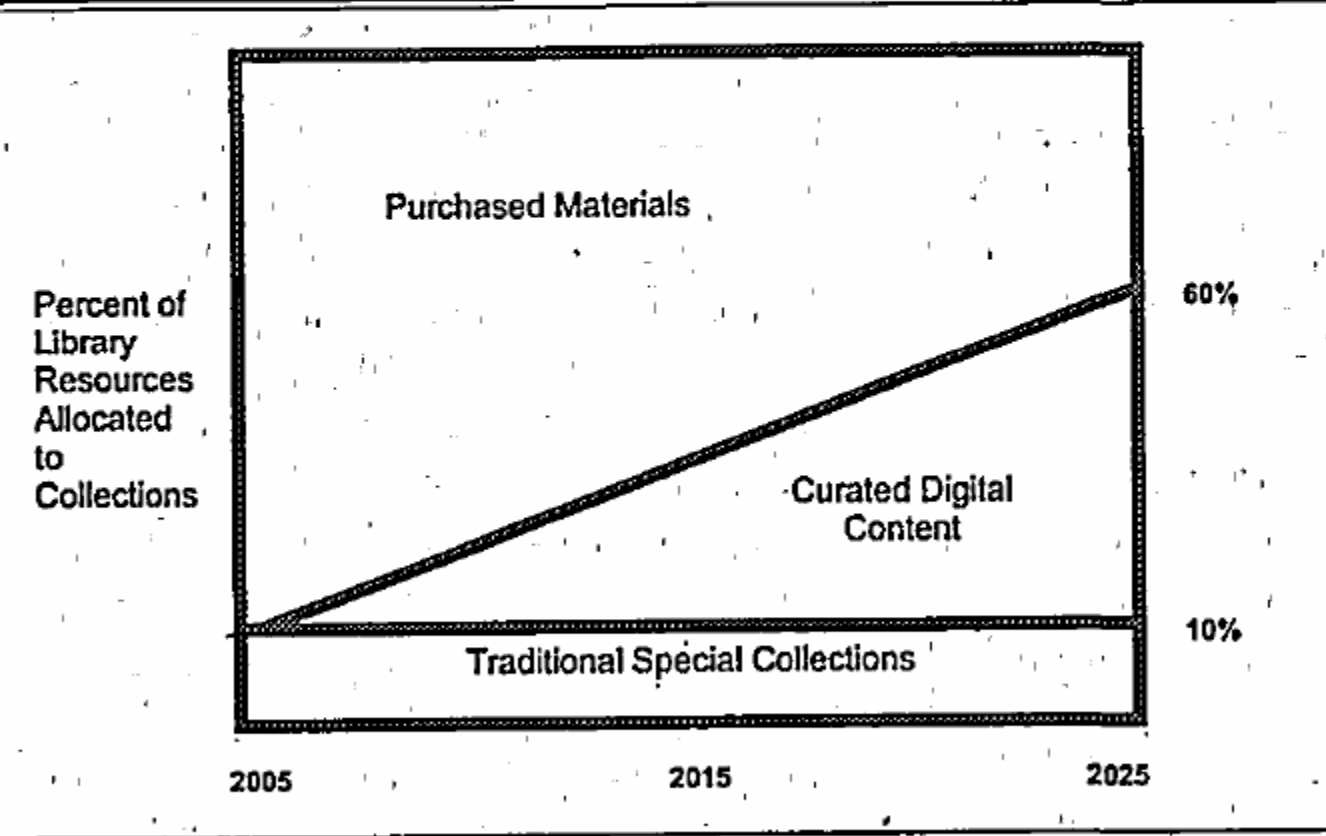 Purchased Materials
Percent of
Library
Resources
Allocated
to
Collections
60%
Curated Digital
Content
10%
Traditional Special Collections
2005
2015
2025